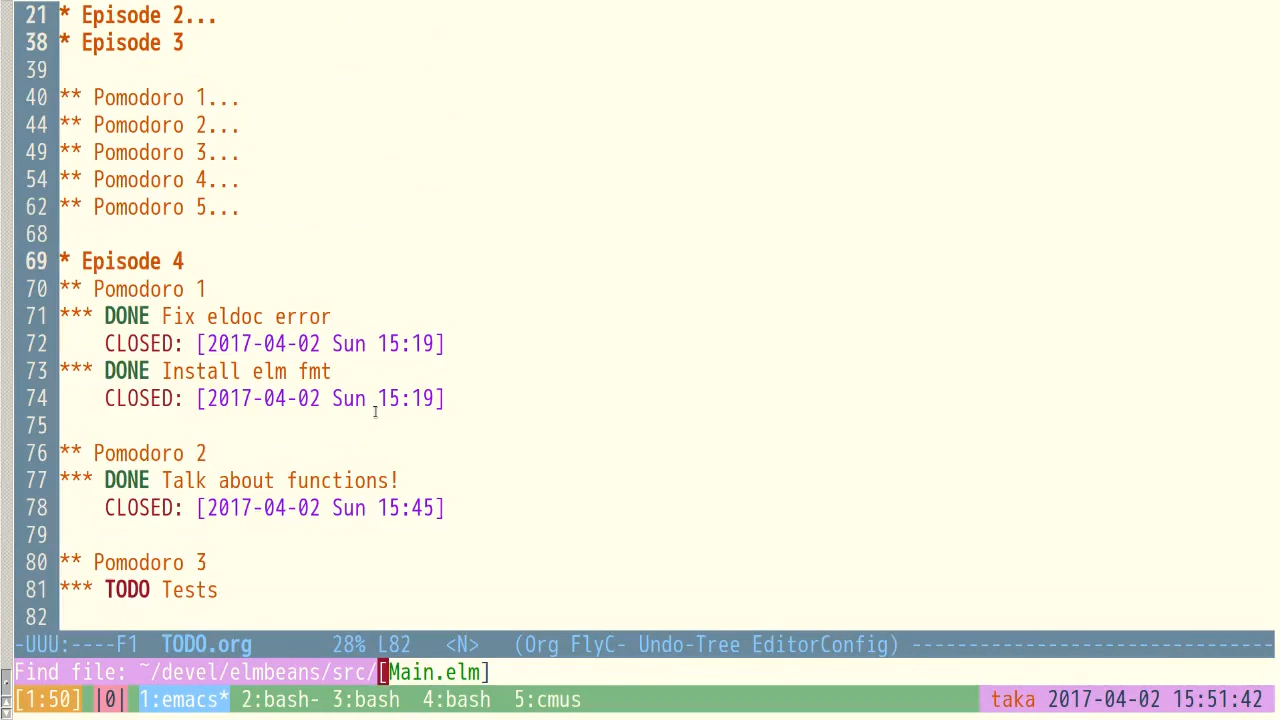 21 * Episode 2...
38 * Episode 3
39
40 ** Pomodoro 1...
44 ** Pomodoro 2...
49 ** Pomodoro 3...
54 ** Pomodoro 4...
62 ** Pomodoro 5...
68
69 * Episode 4
70 ** Pomodoro 1
71 *** DONE Fix eldoc error
72 CLOSED: [2017-04-02 Sun 15:19]
73 *** DONE Install elm fmt
74 CLOSED: [2017-04-02 Sun 15:19]
75
76 ** Pomodoro 2
77 *** DONE Talk about functions!
78 CLOSED: [2017-04-02 Sun 15:45]
79
80 ** Pomodoro 3
81 *** TODO Tests
82
-UUU:----F1 TODO.org 28% L82 <N> (Org FlyC- Undo-Tree EditorConfig) ---------------------------------
Find file: ~/devel/elmbeans/src/[Main.elm]
[1:50] |0| 1:emacs* 2:bash- 3:bash 4:bash 5:cmus taka 2017-04-02 15:51:42